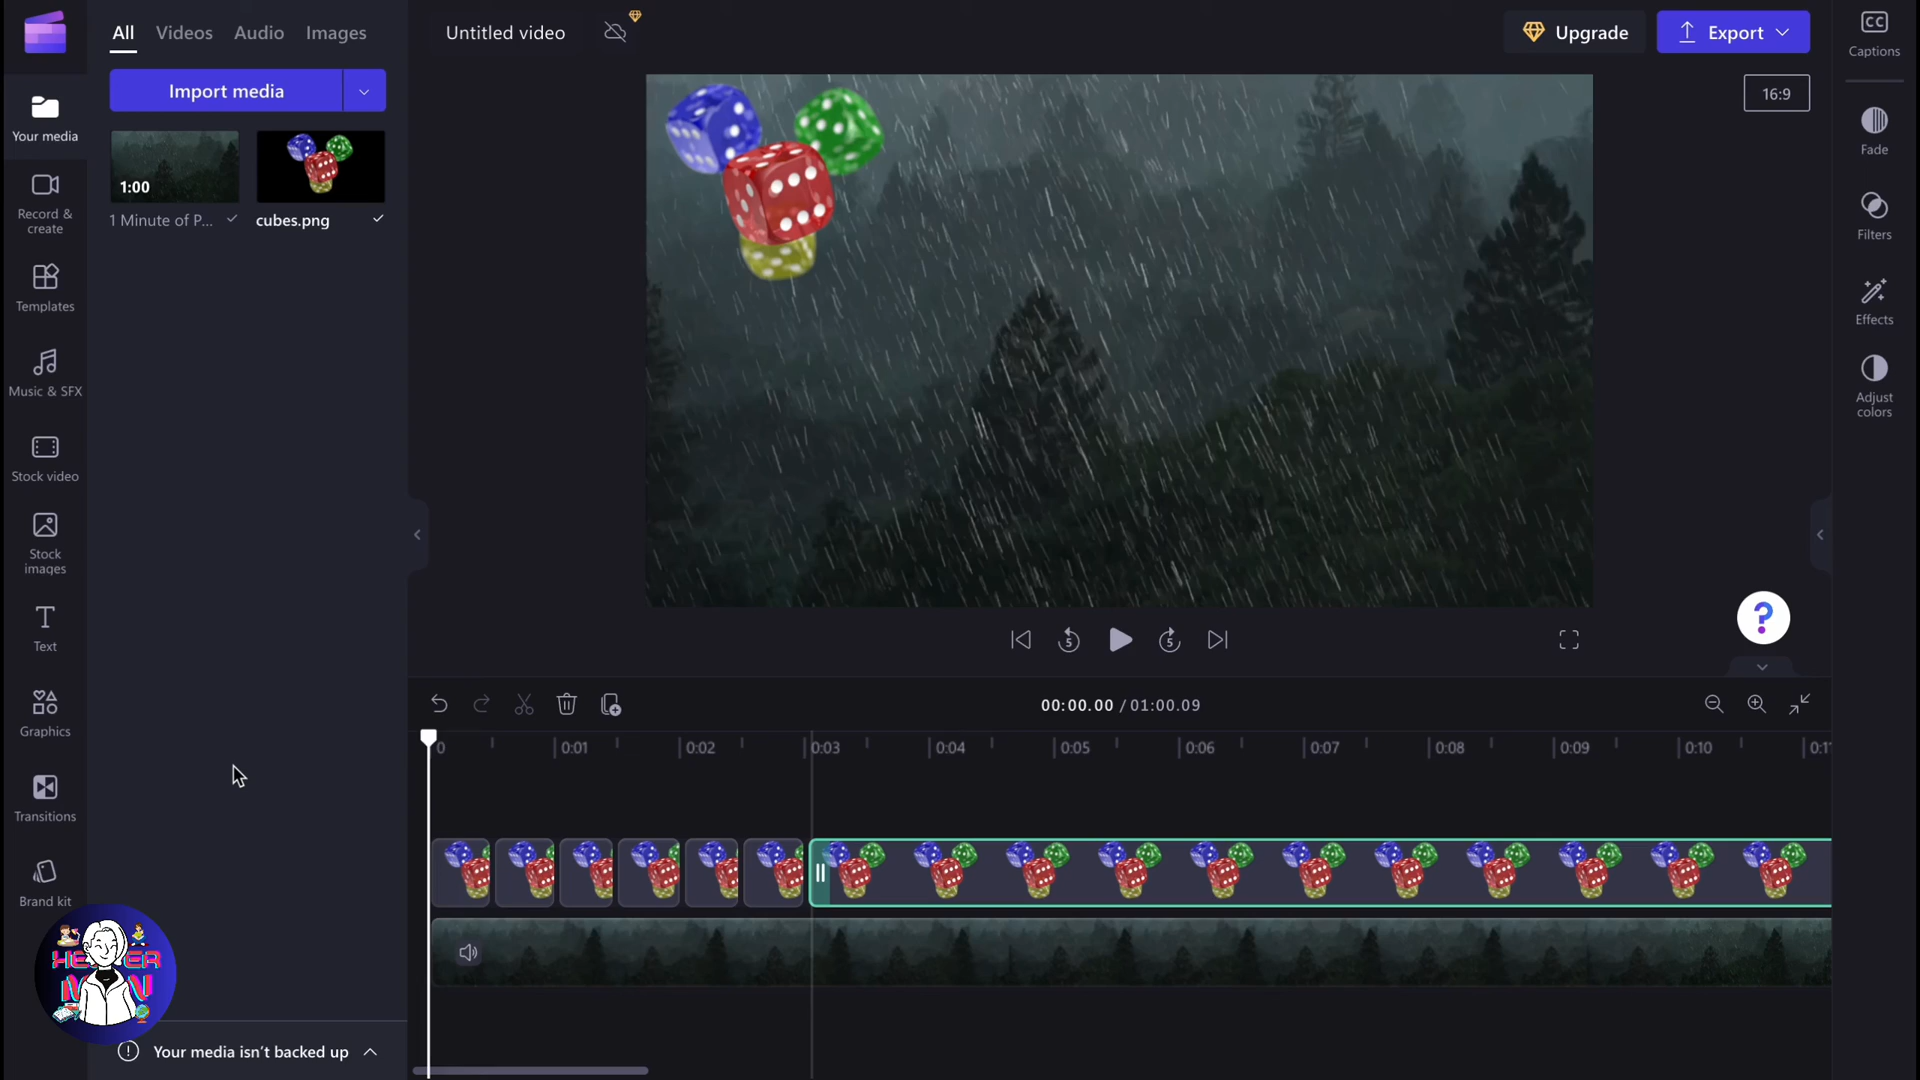 All
Videos
Audio
Images
Untitled video
Upgrade
Export
Captions
CC
Import media
16:9
Your media
1:00
1 Minute of P...
cubes.png
Fade
Record &
create
Filters
Templates
Effects
Music & SFX
Adjust
colors
Stock video
Stock
images
Text
5
5
?
Graphics
00:00.00 / 01:00.09
0
0:01
0:02
0:03
0:04
0:05
0:06
0:07
0:08
0:09
0:10
Transitions
Brand kit
Your media isn't backed up